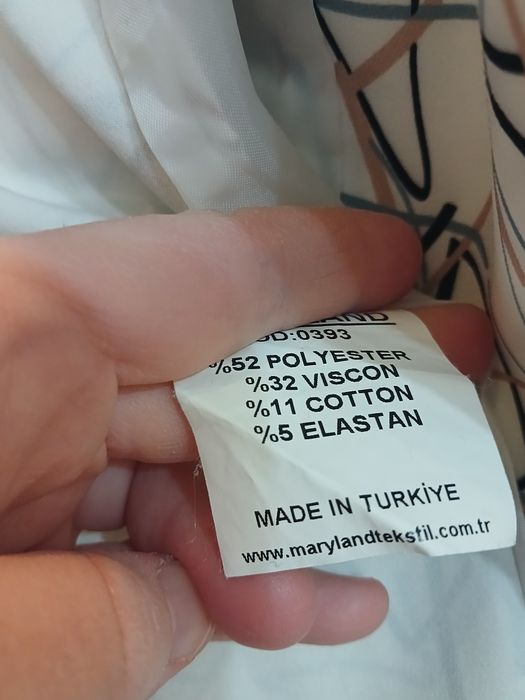 %52 POLYESTER
%32 VISCON
%11 COTTON
%5 ELASTAN
MADE IN TURKİYE
www.marylandtekstil.com.tr